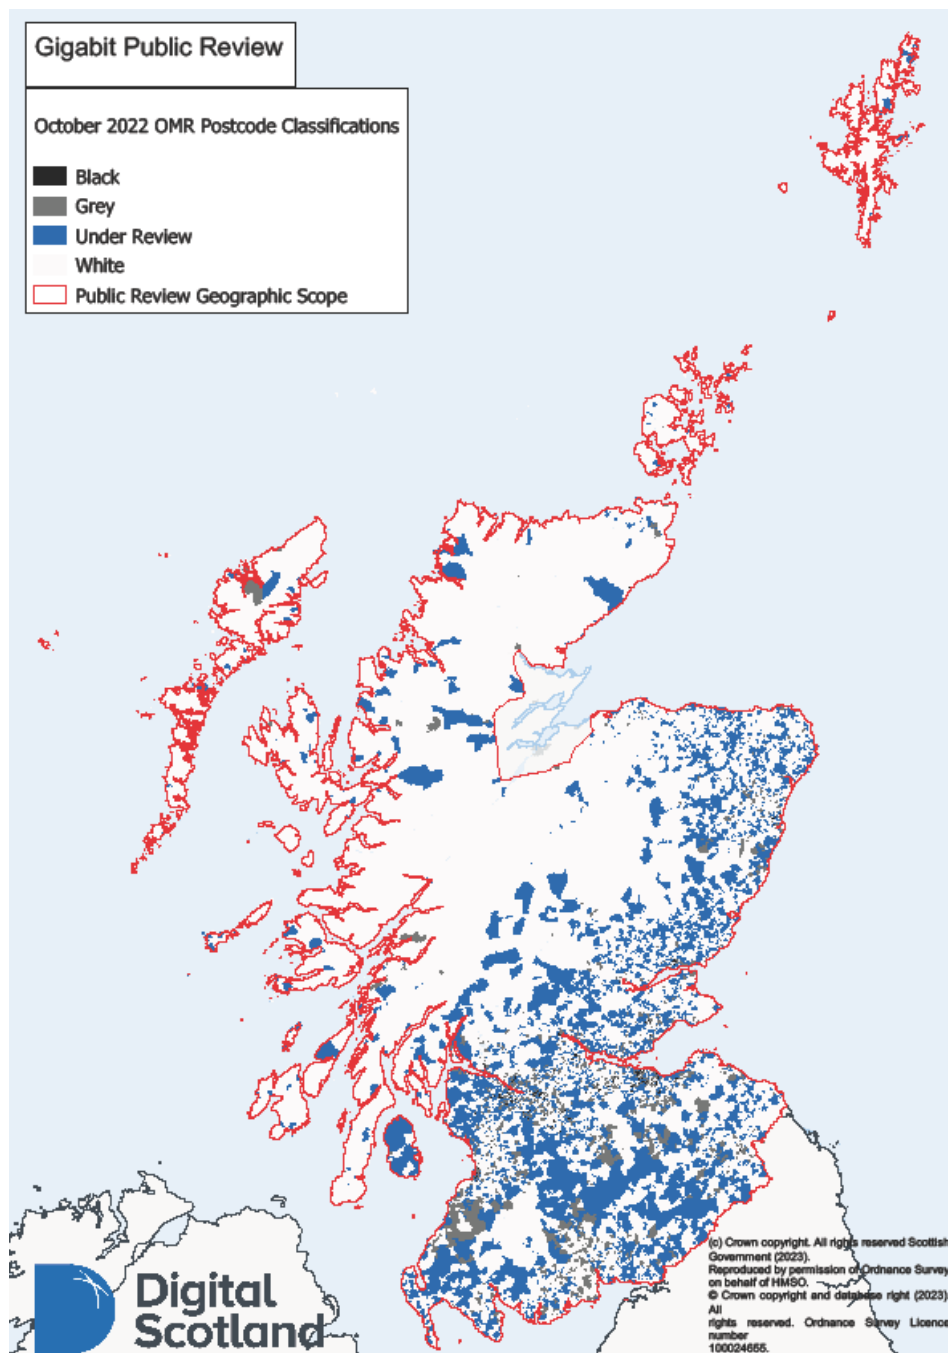 Gigabit Public Review
October 2022 OMR Postcode Classifications
Black
Grey
Under Review
White
Public Review Geographic Scope
Digital
Scotland
(c) Crown copyright. All rights reserved Scottish
Government (2023).
Reproduced by permission of Ordnance Survey
on behalf of HMSO.
© Crown copyright and database right (2023).
All
rights reserved. Ordnance Survey Licence
number
100024655.